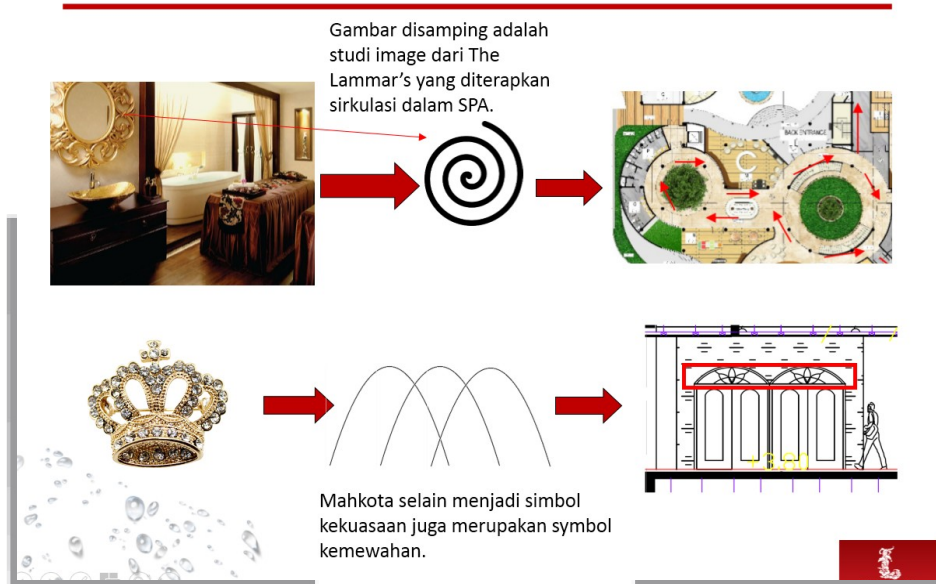 Gambar disamping adalah
studi image dari The
Lammar's yang diterapkan
sirkulasi dalam SPA.
BACK ENTRANCE
C
+3.80
Mahkota selain menjadi simbol
kekuasaan juga merupakan symbol
kemewahan.
L